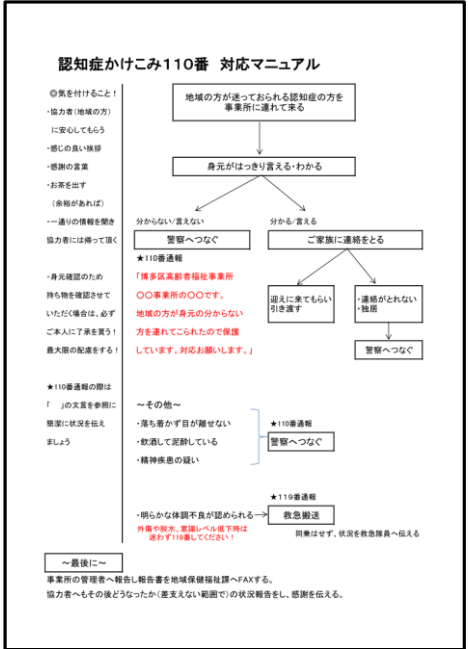 認知症かけこみ110番 対応マニュアル
◎気を付けること！
・協力者(地域の方)
に安心してもらう
・感じの良い挨拶
・感謝の言葉
・お茶を出す
(余裕があれば)
・一通りの情報を聞き
協力者には帰って頂く
・身元確認のため
持ち物を確認させて
いただく場合は、必ず
ご本人に了承を貰う！
最大限の配慮をする！
★110番通報の際は
「　」の文言を参照に
簡潔に状況を伝え
ましょう
地域の方が迷っておられる認知症の方を
事業所に連れて来る
身元がはっきり言える・わかる
分からない/言えない
警察へつなぐ
★110番通報
「博多区高齢者福祉事業所
〇〇事業所の〇〇です。
地域の方が身元の分からない
方を連れてこられたので保護
しています。対応お願いします。」
分かる/言える
ご家族に連絡をとる
迎えに来てもらい
引き渡す
・連絡がとれない
・独居
警察へつなぐ
～その他～
・落ち着かず目が離せない
・飲酒して泥酔している
・精神疾患の疑い
★110番通報
警察へつなぐ
★119番通報
・明らかな体調不良が認められる
救急搬送
外傷や脱水、意識レベル低下時は
迷わず119番してください！
同乗はせず、状況を救急隊員へ伝える
～最後に～
事業所の管理者へ報告し報告書を地域保健福祉課へFAXする。
協力者へもその後どうなったか(差支えない範囲で)の状況報告をし、感謝を伝える。